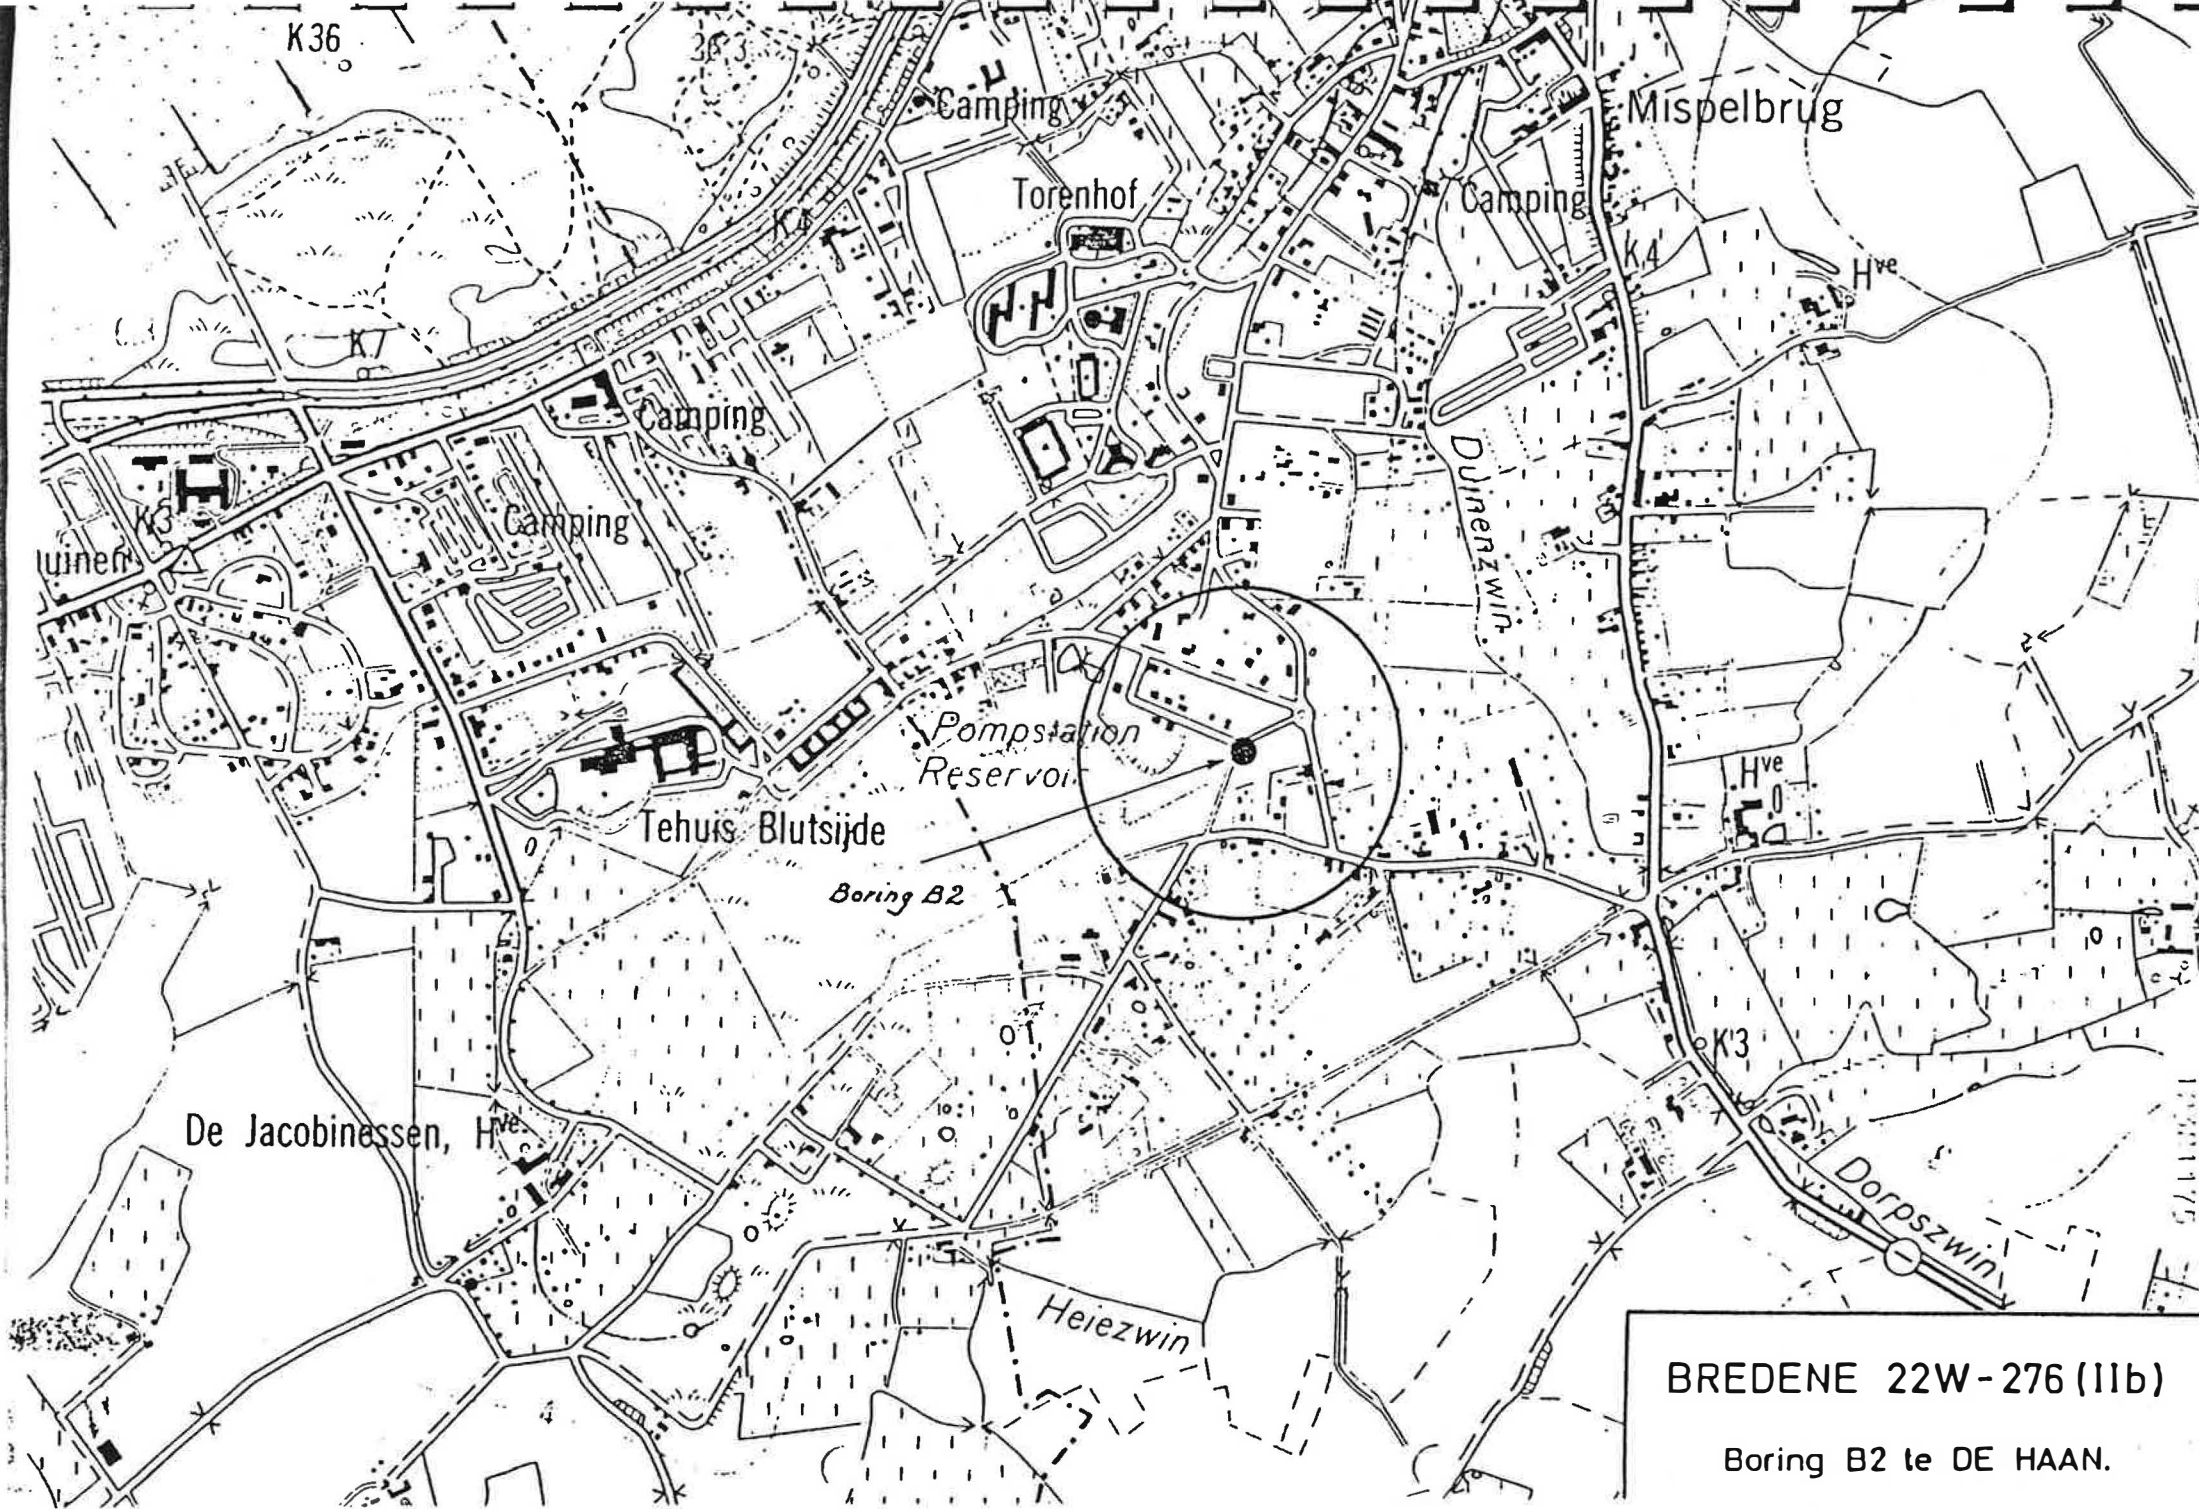 K36
Camping
Mispelbrug
Torenhof
Camping
K4
K4
Hve
K7
Camping
Duinenzwin
Camping
K3
uinen
Pompstation
Reservoir
Hve
Tehuis Blutsijde
Boring B2
K3
De Jacobinessen, Hve
Dorpszwin
Heiezwin
BREDENE 22W-276 (IIb)
Boring B2 te DE HAAN.